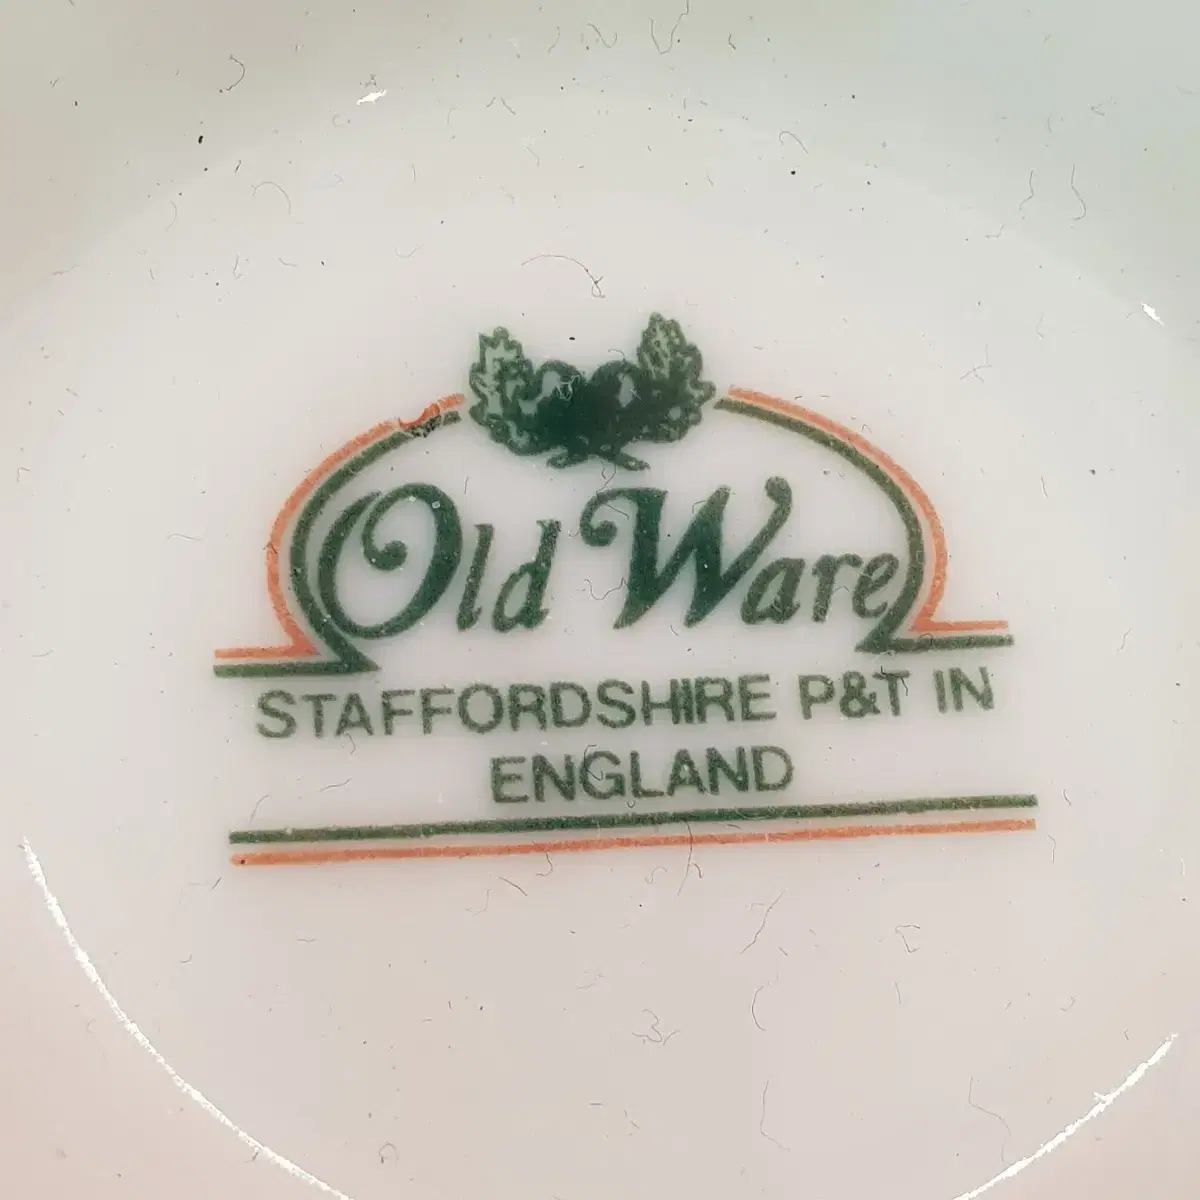 Old Ware
STAFFORDSHIRE P&T IN
ENGLAND